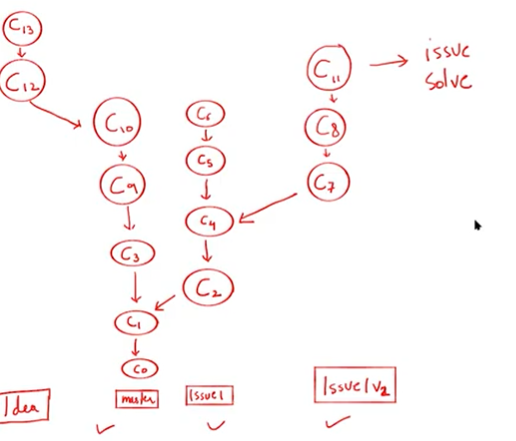 C13
C12
C10
C9
C3
C1
C0
C6
C5
C4
C2
C11
issue
solve
C8
C7
Idea
master
Issue1
Issue1v2